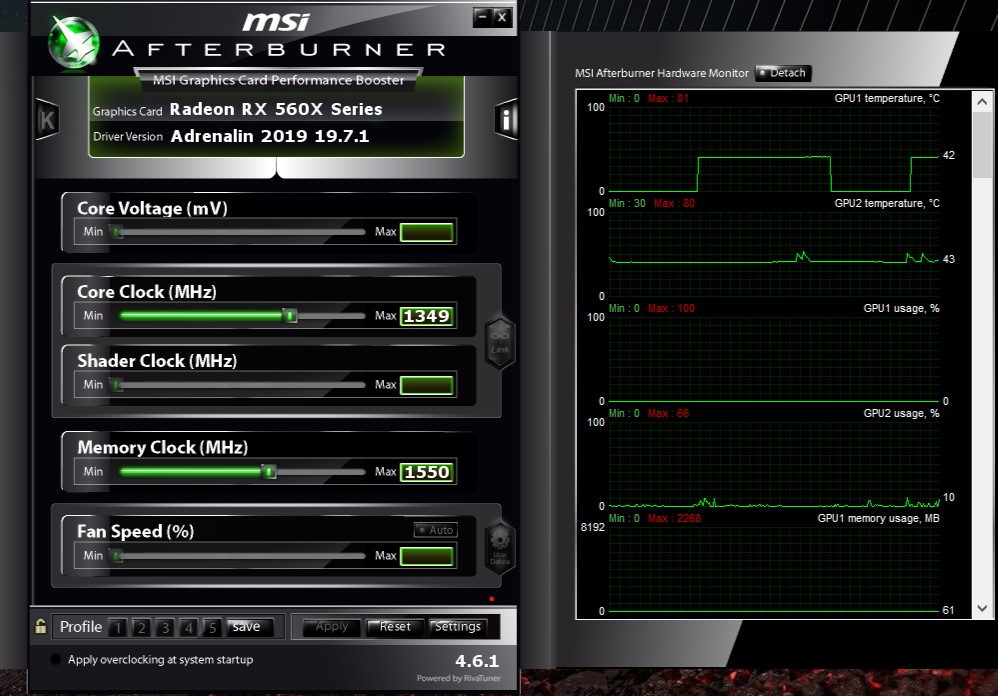 msi
AFTERBURNER
MSI Graphics Card Performance Booster
Graphics Card Radeon RX 560X Series
Driver Version Adrenalin 2019 19.7.1
K
i
Core Voltage (mV)
Min Max
Core Clock (MHz)
Min Max 1349
Link
Shader Clock (MHz)
Min Max
Memory Clock (MHz)
Min Max 1550
Fan Speed (%)
Auto
Min Max
User Define
Profile 1 2 3 4 5 save
Apply Reset Settings
Apply overclocking at system startup
4.6.1
Powered by RivaTuner
MSI Afterburner Hardware Monitor Detach
Min : 0 Max : 81 GPU1 temperature, °C
100
42
0
Min : 30 Max : 80 GPU2 temperature, °C
100
43
0
Min : 0 Max : 100 GPU1 usage, %
100
0 0
Min : 0 Max : 66 GPU2 usage, %
100
10
0
Min : 0 Max : 2268 GPU1 memory usage, MB
8192
0 61